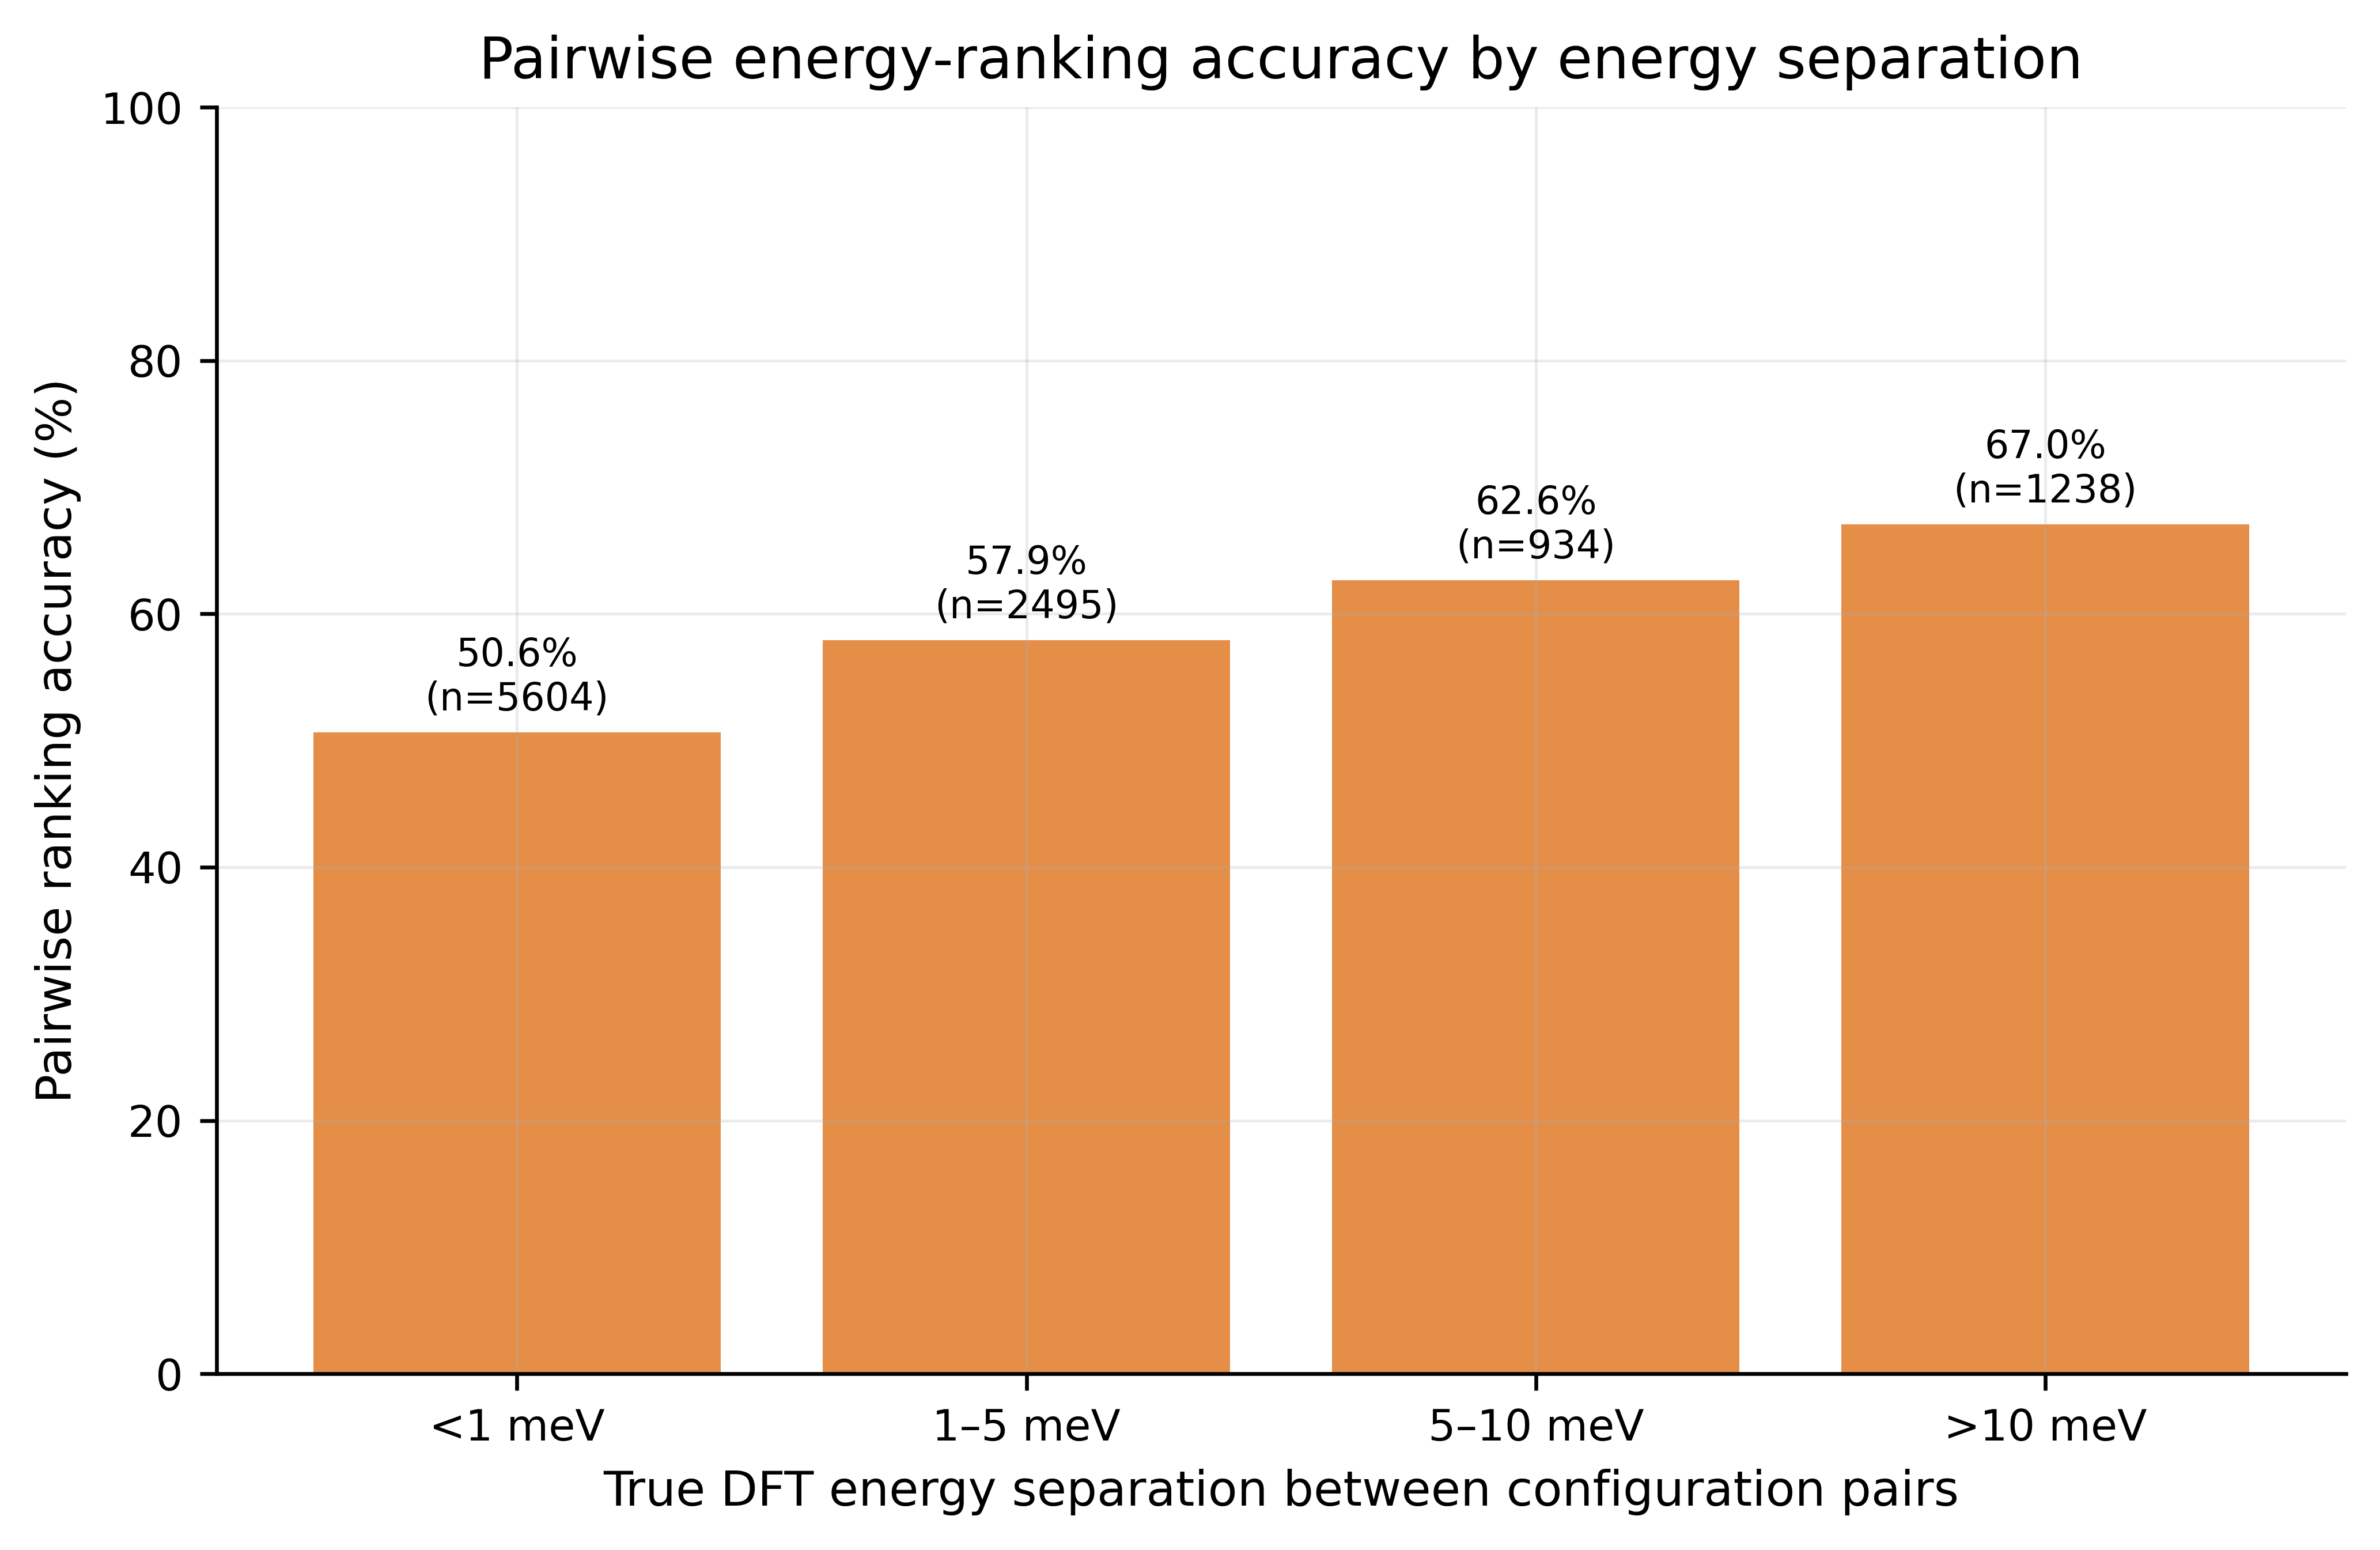 Pairwise energy-ranking accuracy by energy separation
Pairwise ranking accuracy (%)
100
80
60
40
20
0
50.6%
(n=5604)
57.9%
(n=2495)
62.6%
(n=934)
67.0%
(n=1238)
<1 meV
1–5 meV
5–10 meV
>10 meV
True DFT energy separation between configuration pairs